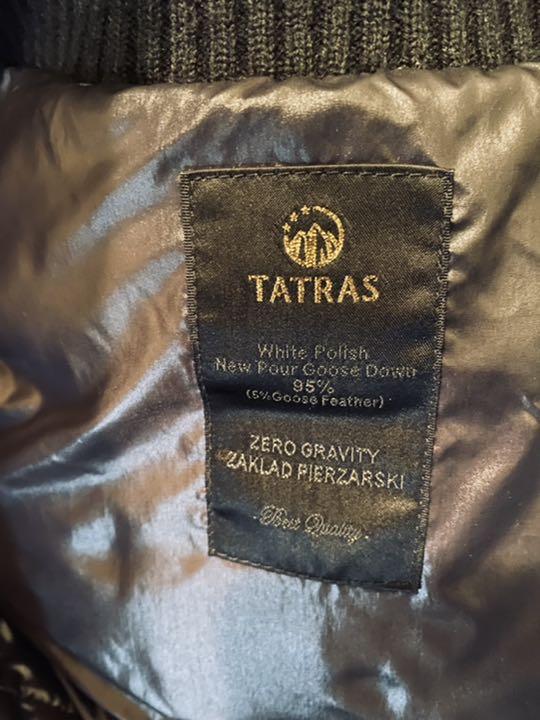 TATRAS
White Polish
New Pour Goose Down
95%
(5% Goose Feather)
ZERO GRAVITY
ZAKLAD PIERZARSKI
Best Quality.